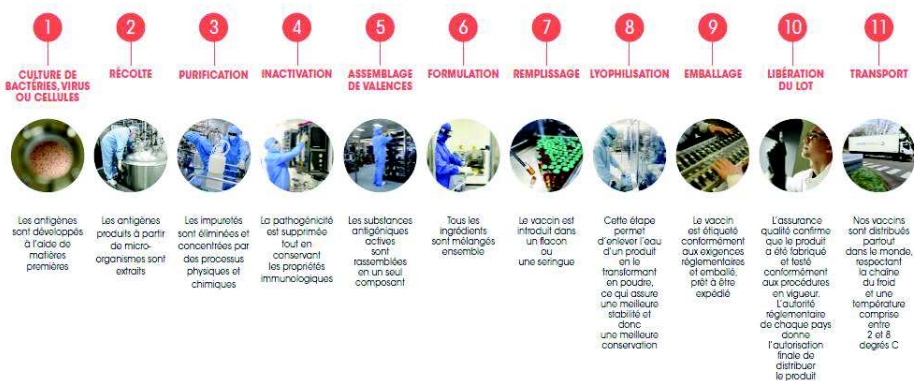 1
CULTURE DE
BACTÉRIES, VIRUS
OU CELLULES
Les antigènes
sont développés
à l'aide de
matières
premières
2
RÉCOLTE
Les antigènes
produits à partir
de micro-
organismes sont
extraits
3
PURIFICATION
Les impuretés
sont éliminées et
concentrées par
des processus
physiques et
chimiques
4
INACTIVATION
La pathogénicité
est supprimée
tout en
conservant
les propriétés
immunologiques
5
ASSEMBLAGE
DE VALENCES
Les substances
antigéniques
actives
sont
rassemblées
en un seul
composant
6
FORMULATION
Tous les
ingrédients
sont mélangés
ensemble
7
REMPLISSAGE
Le vaccin est
introduit dans
un flacon
ou
une seringue
8
LYOPHILISATION
Cette étape
permet
d'enlever l'eau
d'un produit
en le
transformant
en poudre,
ce qui assure
une meilleure
stabilité et
donc
une meilleure
conservation
9
EMBALLAGE
Le vaccin
est étiqueté
conformément
aux exigences
réglementaires
et emballé,
prêt à être
expédié
10
LIBÉRATION
DU LOT
L'assurance
qualité confirme
que le produit
a été fabriqué
et testé
conformément
aux procédures
en vigueur.
L'autorité
réglementaire
de chaque pays
donne
l'autorisation
finale de
distribuer
le produit
11
TRANSPORT
Nos vaccins
sont distribués
partout
dans le monde,
respectant
la chaîne
du froid
et une
température
comprise
entre
2 et 8
degrés C